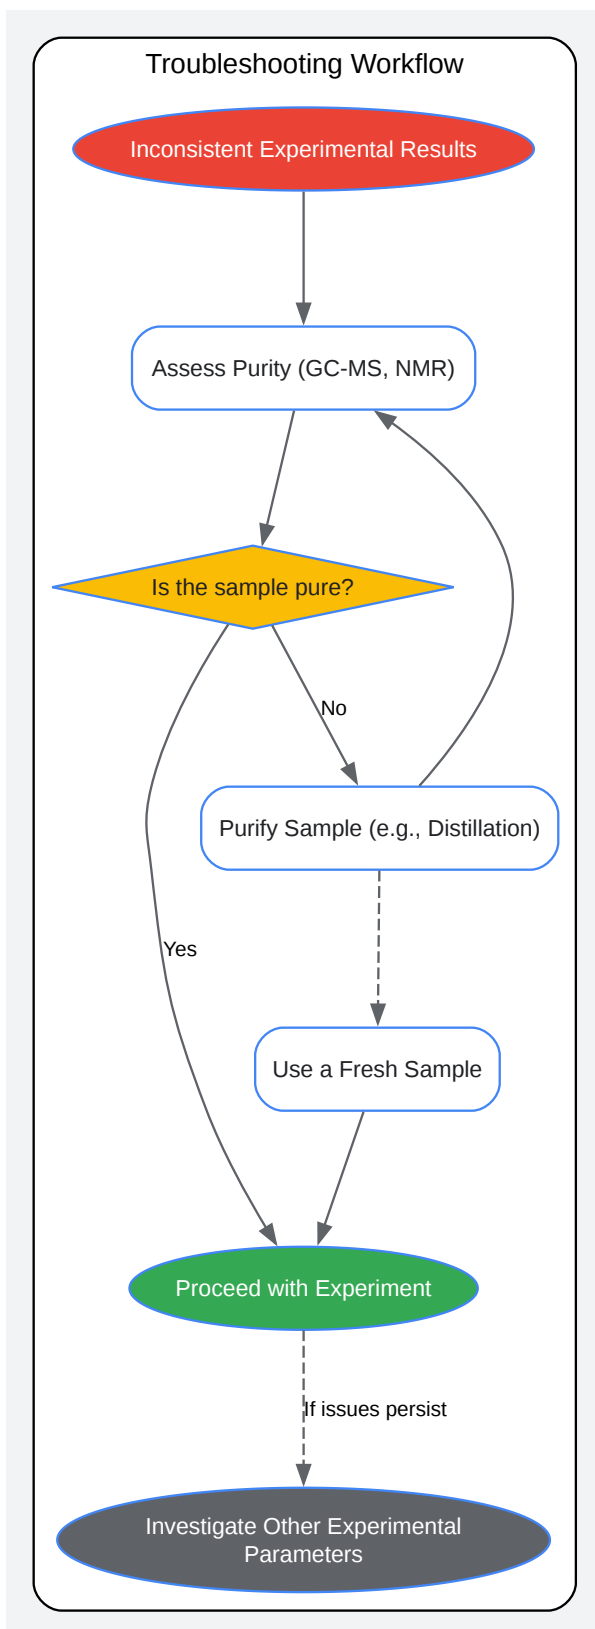 Troubleshooting Workflow
Inconsistent Experimental Results
Assess Purity (GC-MS, NMR)
Is the sample pure?
No
Purify Sample (e.g., Distillation)
Yes
Use a Fresh Sample
Proceed with Experiment
If issues persist
Investigate Other Experimental
Parameters